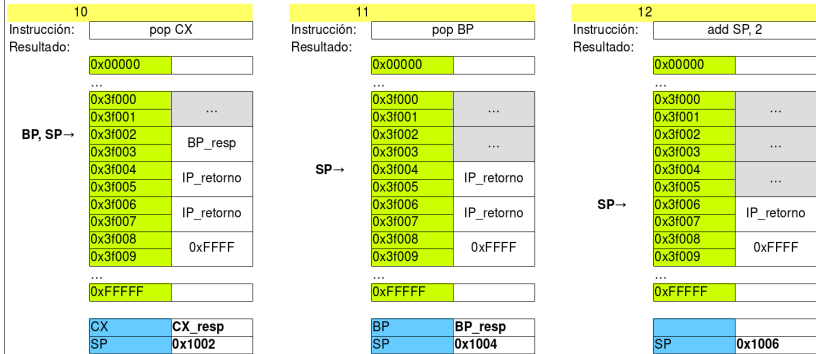 10
Instrucción: pop CX
Resultado:
0x00000
...
0x3f000
...
0x3f001
BP, SP→ 0x3f002
BP_resp
0x3f003
0x3f004
IP_retorno
0x3f005
0x3f006
IP_retorno
0x3f007
0x3f008
0xFFFF
0x3f009
...
0xFFFFF
CX CX_resp
SP 0x1002
11
Instrucción: pop BP
Resultado:
0x00000
...
0x3f000
...
0x3f001
0x3f002
...
0x3f003
SP→ 0x3f004
IP_retorno
0x3f005
0x3f006
IP_retorno
0x3f007
0x3f008
0xFFFF
0x3f009
...
0xFFFFF
BP BP_resp
SP 0x1004
12
Instrucción: add SP, 2
Resultado:
0x00000
...
0x3f000
...
0x3f001
0x3f002
...
0x3f003
0x3f004
...
0x3f005
SP→ 0x3f006
IP_retorno
0x3f007
0x3f008
0xFFFF
0x3f009
...
0xFFFFF
SP 0x1006